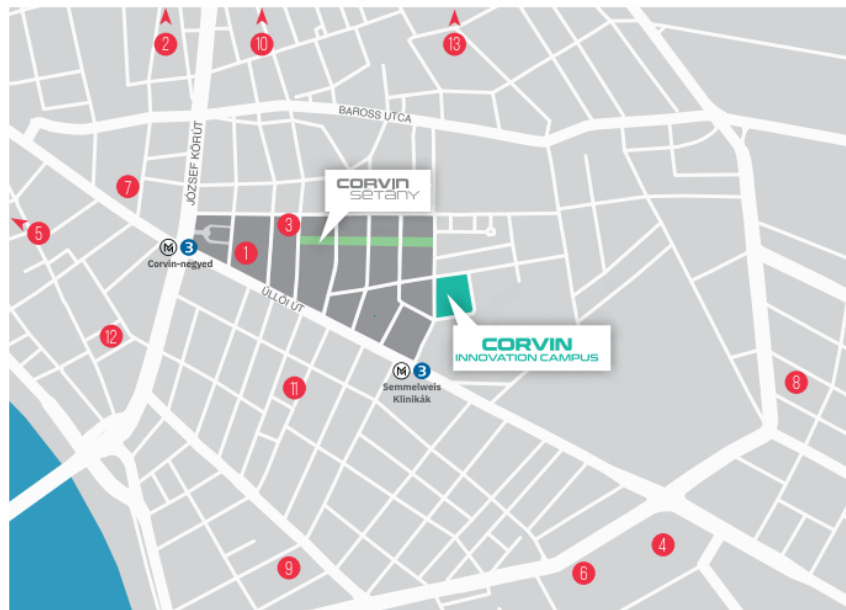 2
10
13
BAROSS UTCA
JÓZSEF KÖRÚT
CORVIN
SÉTÁNY
7
5
3
1
M 3
Corvin-negyed
ÜLLŐI ÚT
12
CORVIN
INNOVATION CAMPUS
M 3
Semmelweis
Klinikák
11
8
4
9
6